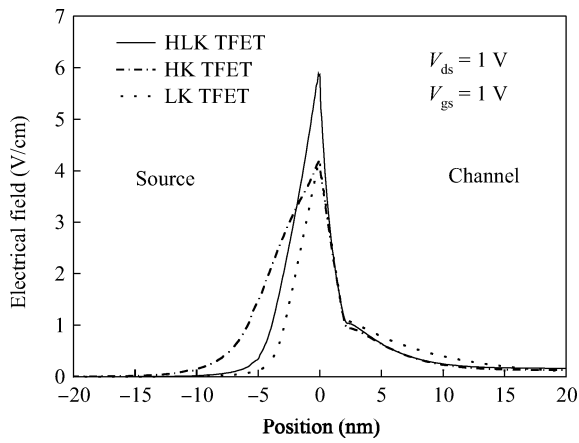 7
6
5
4
3
2
1
0
Electrical field (V/cm)
HLK TFET
HK TFET
LK TFET
Vds = 1 V
Vgs = 1 V
Source
Channel
−20 −15 −10 −5 0 5 10 15 20
Position (nm)